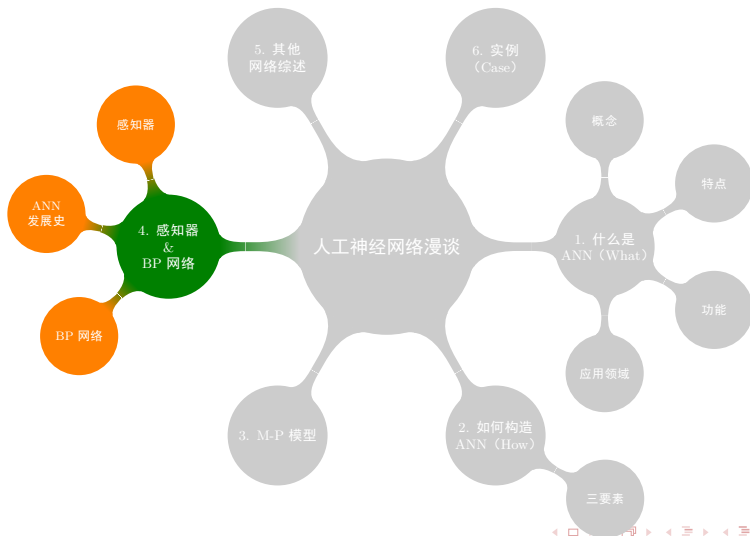 5. 其他
网络综述
6. 实例
（Case）
感知器
概念
特点
ANN
发展史
4. 感知器
&
BP 网络
人工神经网络漫谈
1. 什么是
ANN（What）
功能
BP 网络
应用领域
3. M-P 模型
2. 如何构造
ANN（How）
三要素